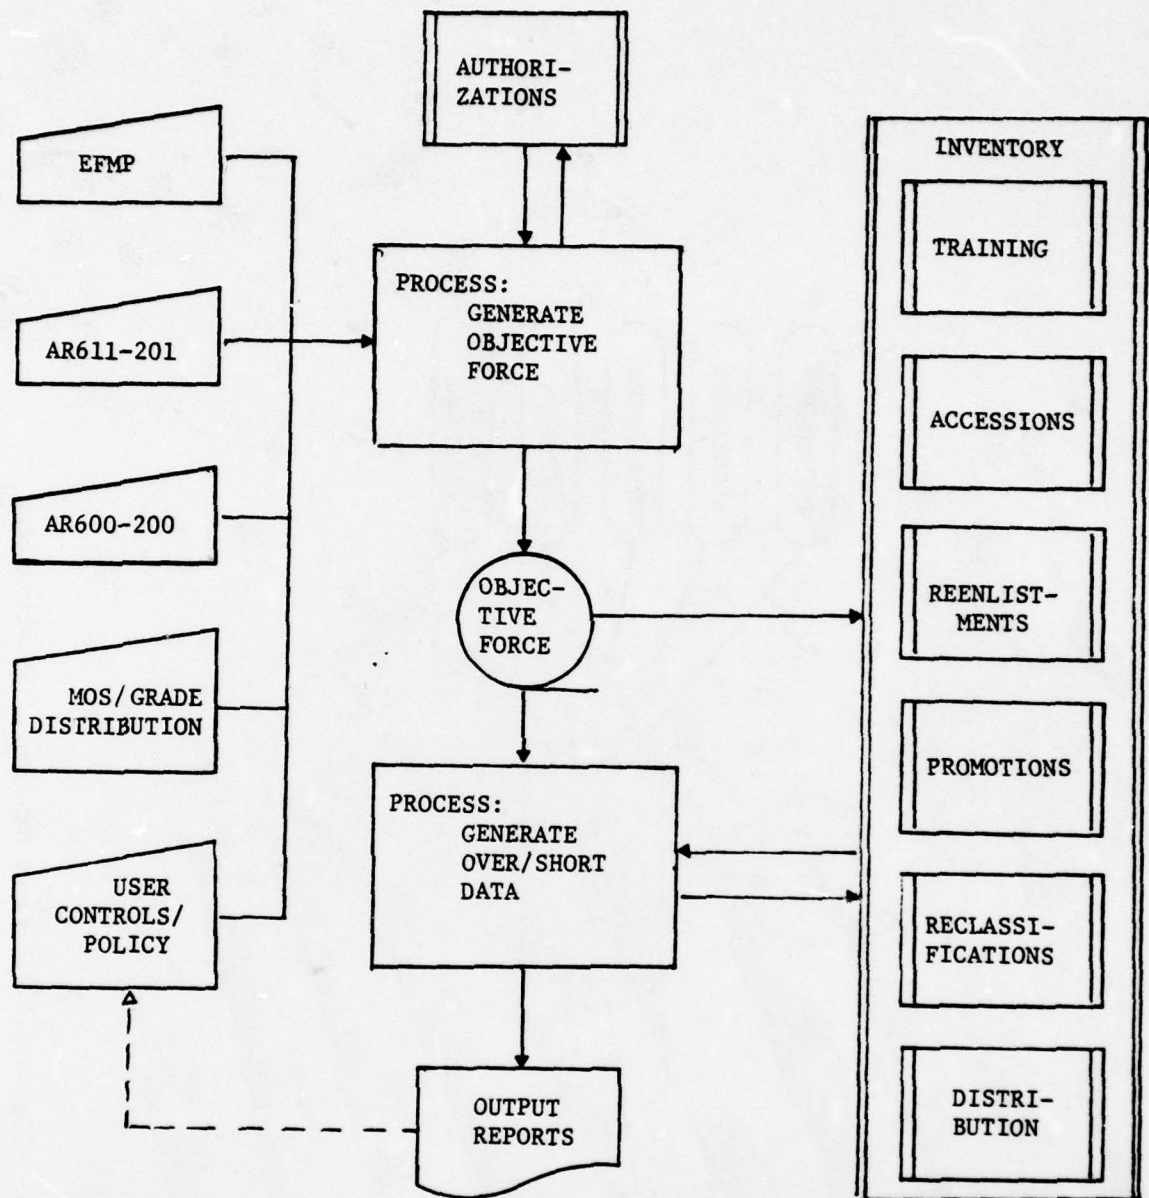 AUTHORI-
ZATIONS
EFMP
AR611-201
AR600-200
MOS/GRADE
DISTRIBUTION
USER
CONTROLS/
POLICY
PROCESS:
GENERATE
OBJECTIVE
FORCE
OBJEC-
TIVE
FORCE
PROCESS:
GENERATE
OVER/SHORT
DATA
OUTPUT
REPORTS
INVENTORY
TRAINING
ACCESSIONS
REENLIST-
MENTS
PROMOTIONS
RECLASSI-
FICATIONS
DISTRI-
BUTION